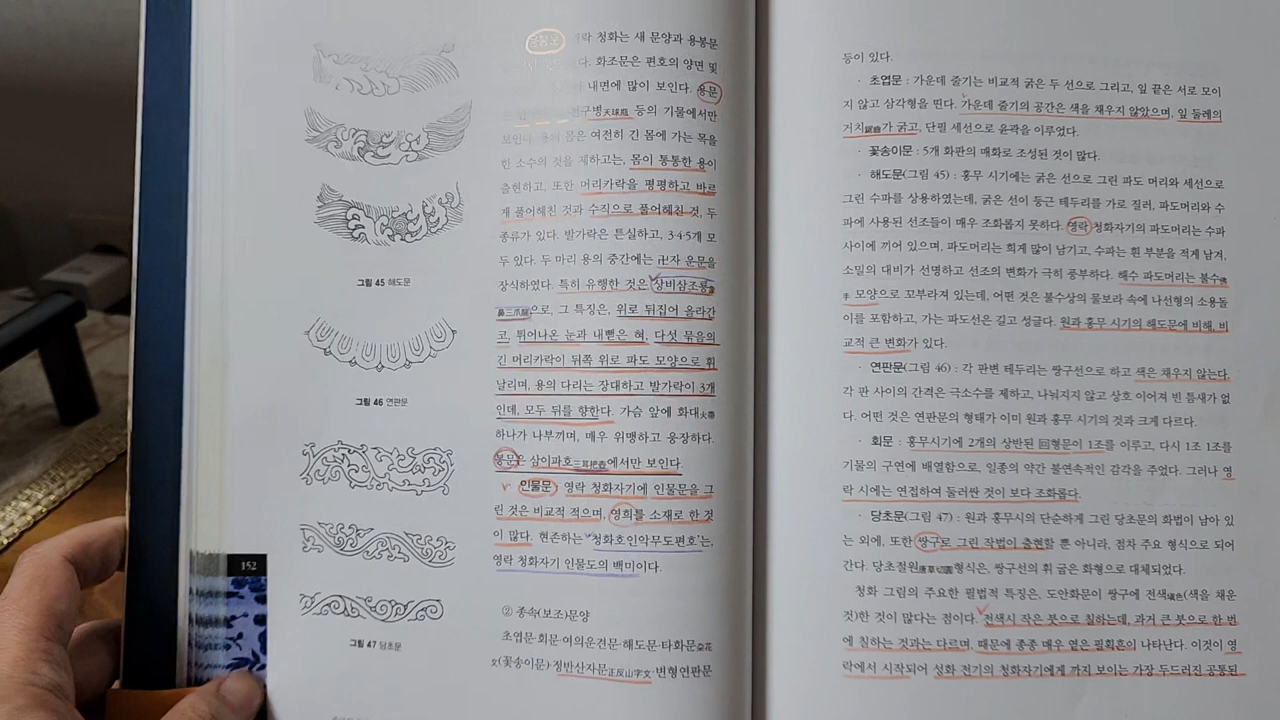 그림 45 해도문
그림 46 연판문
152
그림 47 당초문
청화는 새 문양과 용봉문
다. 화조문은 편호의 양면 및
내면에 많이 보인다. 용문
天球瓶 등의 기물에서만
보인다. 용의 몸은 여전히 긴 몸에 가는 목을
한 소수의 것을 제하고는, 몸이 통통한 용이
출현하고, 또한 머리카락을 평평하고 바르
게 풀어헤친 것과 수직으로 풀어헤친 것, 두
종류가 있다. 발가락은 튼실하고, 3·4·5개 모
두 있다. 두 마리 용의 중간에는 卍자 운문을
장식하였다. 특히 유행한 것은 상비삼조룡象
鼻三爪龍으로, 그 특징은, 위로 뒤집어 올라간
코, 튀어나온 눈과 내뻗은 혀, 다섯 묶음의
긴 머리카락이 뒤쪽 위로 파도 모양으로 휘
날리며, 용의 다리는 장대하고 발가락이 3개
인데, 모두 뒤를 향한다. 가슴 앞에 화대火帶
하나가 나부끼며, 매우 위맹하고 웅장하다.
봉문은 삼이파호三耳把壺에서만 보인다.
인물문 영락 청화자기에 인물문을 그
린 것은 비교적 적으며, 영희를 소재로 한 것
이 많다. 현존하는 '청화호인악무도편호'는,
영락 청화자기 인물도의 백미이다.
② 종속(보조)문양
초엽문·회문·여의운견문·해도문·타화문朶花
文(꽃송이문)·정반산자문正反山字文·변형연판문
등이 있다.
· 초엽문 : 가운데 줄기는 비교적 굵은 두 선으로 그리고, 잎 끝은 서로 모이
지 않고 삼각형을 띤다. 가운데 줄기의 공간은 색을 채우지 않았으며, 잎 둘레의
거치鋸齒가 굵고, 단필 세선으로 윤곽을 이루었다.
· 꽃송이문 : 5개 화판의 매화로 조성된 것이 많다.
· 해도문(그림 45) : 홍무 시기에는 굵은 선으로 그린 파도 머리와 세선으로
그린 수파를 상용하였는데, 굵은 선이 둥근 테두리를 가로 질러, 파도머리와 수
파에 사용된 선조들이 매우 조화롭지 못하다. 영락 청화자기의 파도머리는 수파
사이에 끼어 있으며, 파도머리는 희게 많이 남기고, 수파는 흰 부분을 적게 남겨,
소밀의 대비가 선명하고 선조의 변화가 극히 풍부하다. 해수 파도머리는 불수佛
手 모양으로 꼬부라져 있는데, 어떤 것은 불수상의 물보라 속에 나선형의 소용돌
이를 포함하고, 가는 파도선은 길고 성글다. 원과 홍무 시기의 해도문에 비해, 비
교적 큰 변화가 있다.
· 연판문(그림 46) : 각 판변 테두리는 쌍구선으로 하고 색은 채우지 않는다.
각 판 사이의 간격은 극소수를 제하고, 나눠지지 않고 상호 이어져 빈 틈새가 없
다. 어떤 것은 연판문의 형태가 이미 원과 홍무 시기의 것과 크게 다르다.
· 회문 : 홍무시기에 2개의 상반된 回형문이 1조를 이루고, 다시 1조 1조를
기물의 구연에 배열함으로, 일종의 약간 불연속적인 감각을 주었다. 그러나 영
락 시에는 연접하여 둘러싼 것이 보다 조화롭다.
· 당초문(그림 47) : 원과 홍무시의 단순하게 그린 당초문의 화법이 남아 있
는 외에, 또한 쌍구로 그린 작법이 출현할 뿐 아니라, 점차 주요 형식으로 되어
간다. 당초절원唐草切圓형식은, 쌍구선의 휘 굽은 화형으로 대체되었다.
청화 그림의 주요한 필법적 특징은, 도안화문이 쌍구에 전색塡色(색을 채운
것)한 것이 많다는 점이다. 전색시 작은 붓으로 칠하는데, 과거 큰 붓으로 한 번
에 칠하는 것과는 다르며, 때문에 종종 매우 옅은 필획흔이 나타난다. 이것이 영
락에서 시작되어 성화 전기의 청화자기에게 까지 보이는 가장 두드러진 공통된